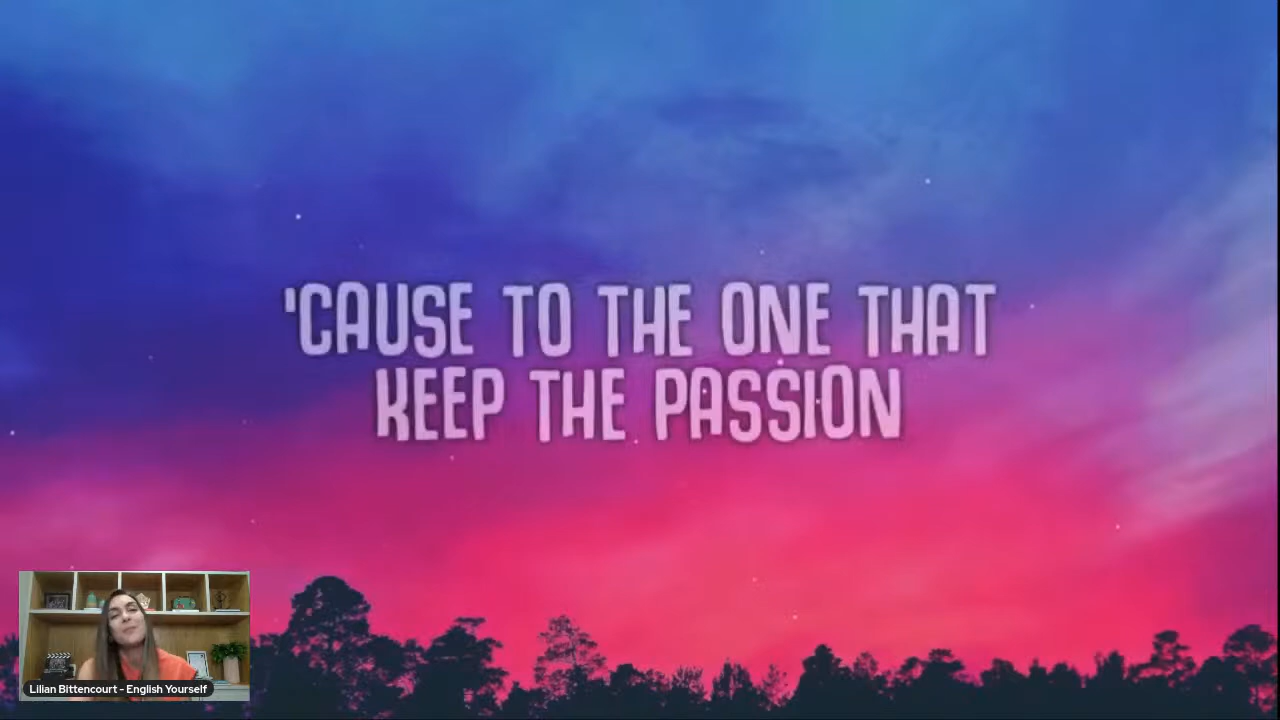 'CAUSE TO THE ONE THAT
KEEP THE PASSION
Lilian Bittencourt - English Yourself